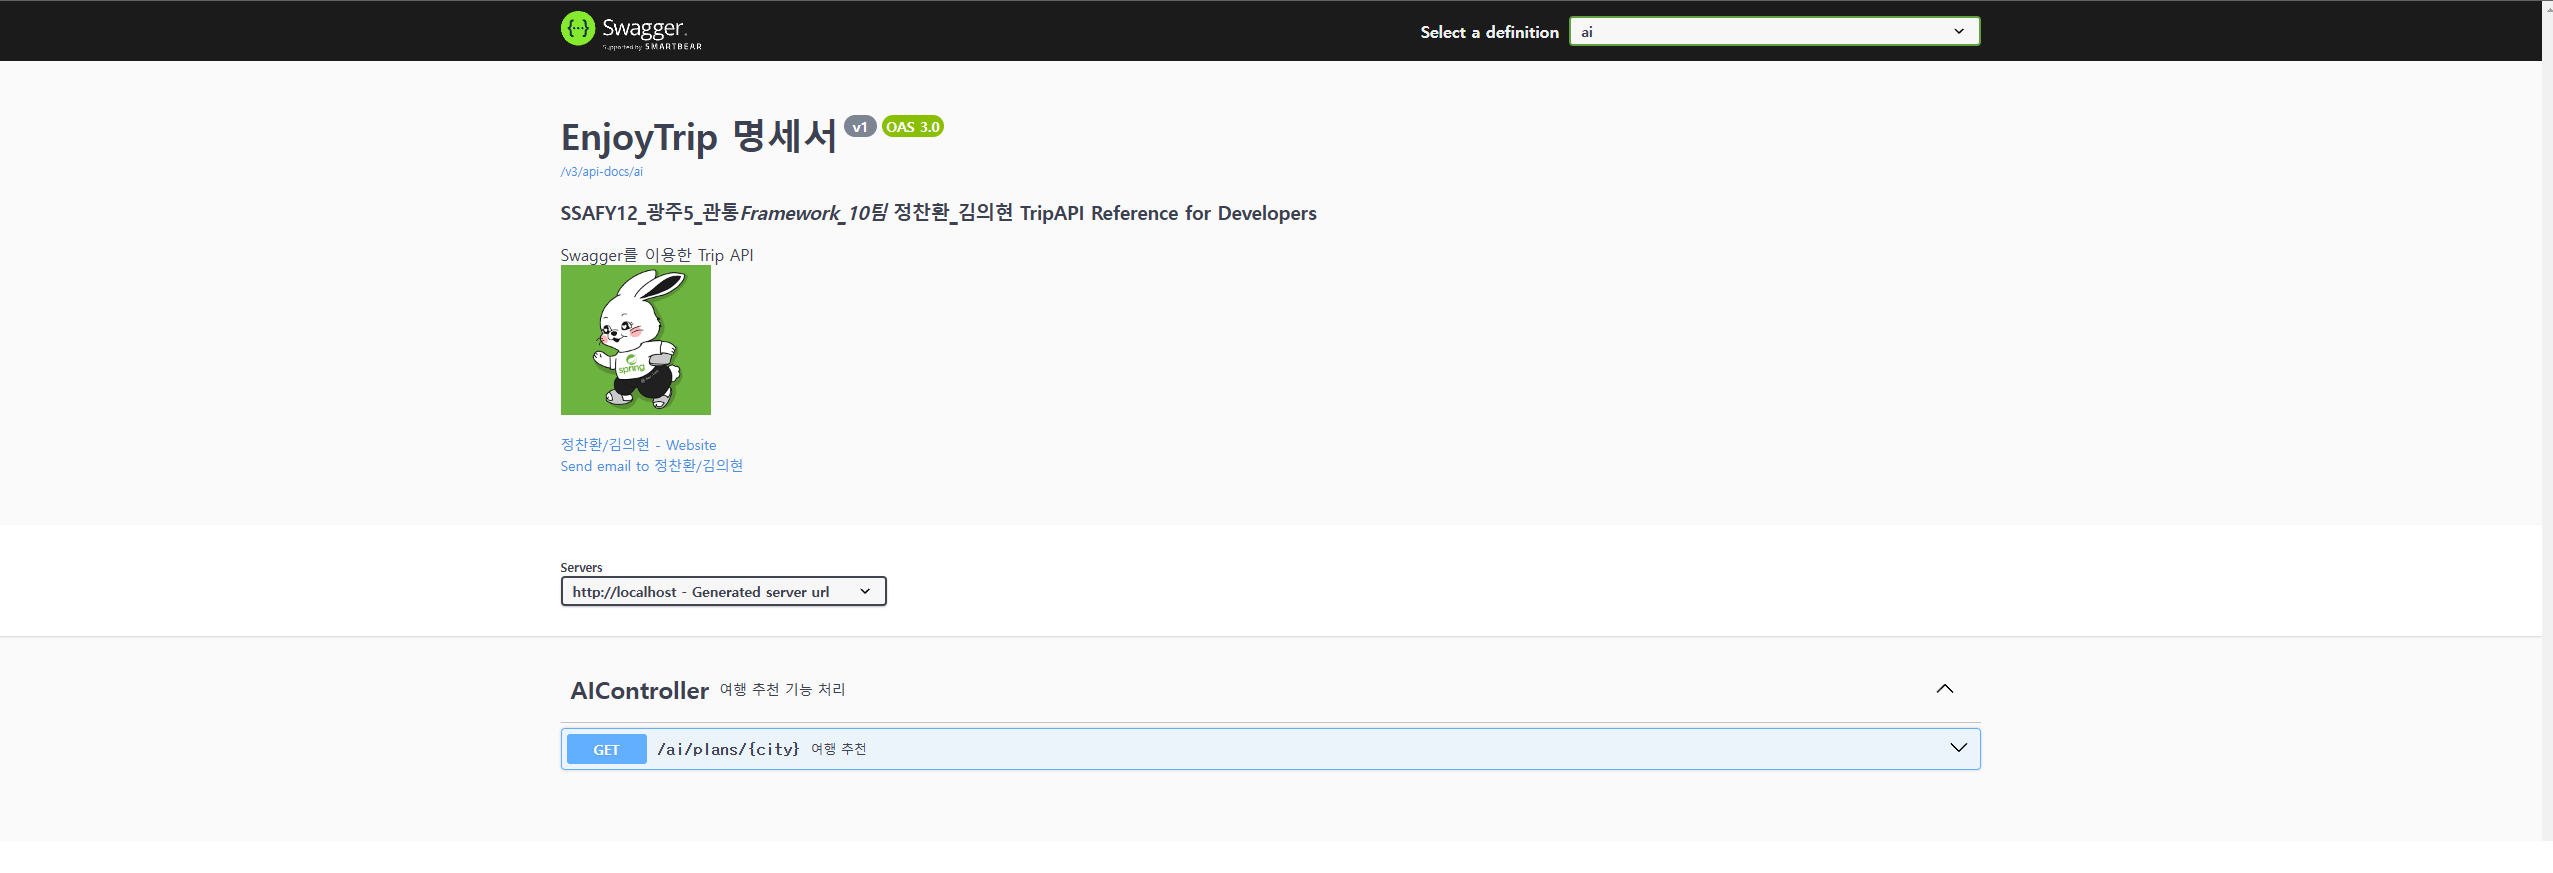 Swagger.
Supported by SMARTBEAR
Select a definition
ai
EnjoyTrip 명세서 v1 OAS 3.0
/v3/api-docs/ai
SSAFY12_광주5_관통Framework_10팀 정찬환_김의현 TripAPI Reference for Developers
Swagger를 이용한 Trip API
spring
정찬환/김의현 - Website
Send email to 정찬환/김의현
Servers
http://localhost - Generated server url
AIController 여행 추천 기능 처리
GET /ai/plans/{city} 여행 추천